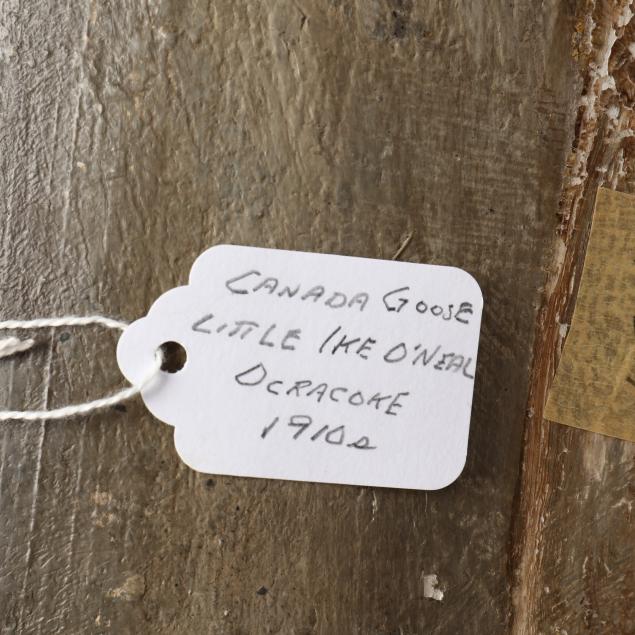 CANADA GOOSE
LITTLE IKE O'NEAL
OCRACOKE
1910s